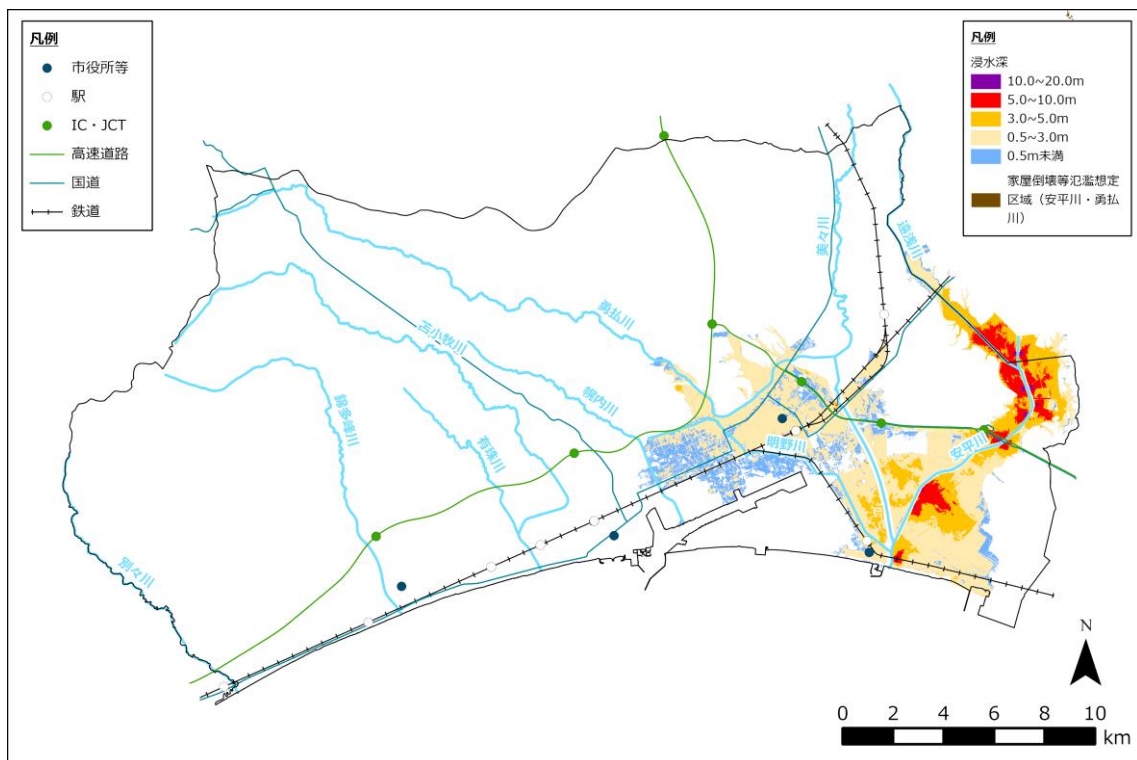 凡例
市役所等
駅
IC・JCT
高速道路
国道
鉄道
凡例
浸水深
10.0~20.0m
5.0~10.0m
3.0~5.0m
0.5~3.0m
0.5m未満
家屋倒壊等氾濫想定
区域（安平川・勇払
川）
美々川
遠浅川
勇払川
苫小牧川
幌内川
錦多峰川
有珠川
明野川
安平川
別々川
N
0 2 4 6 8 10
km